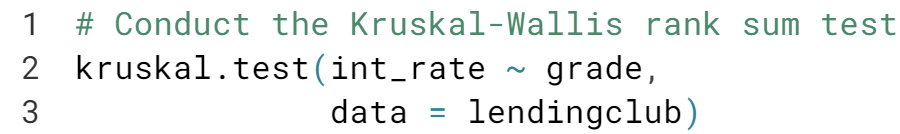 1 # Conduct the Kruskal-Wallis rank sum test
2 kruskal.test(int_rate ~ grade,
3              data = lendingclub)